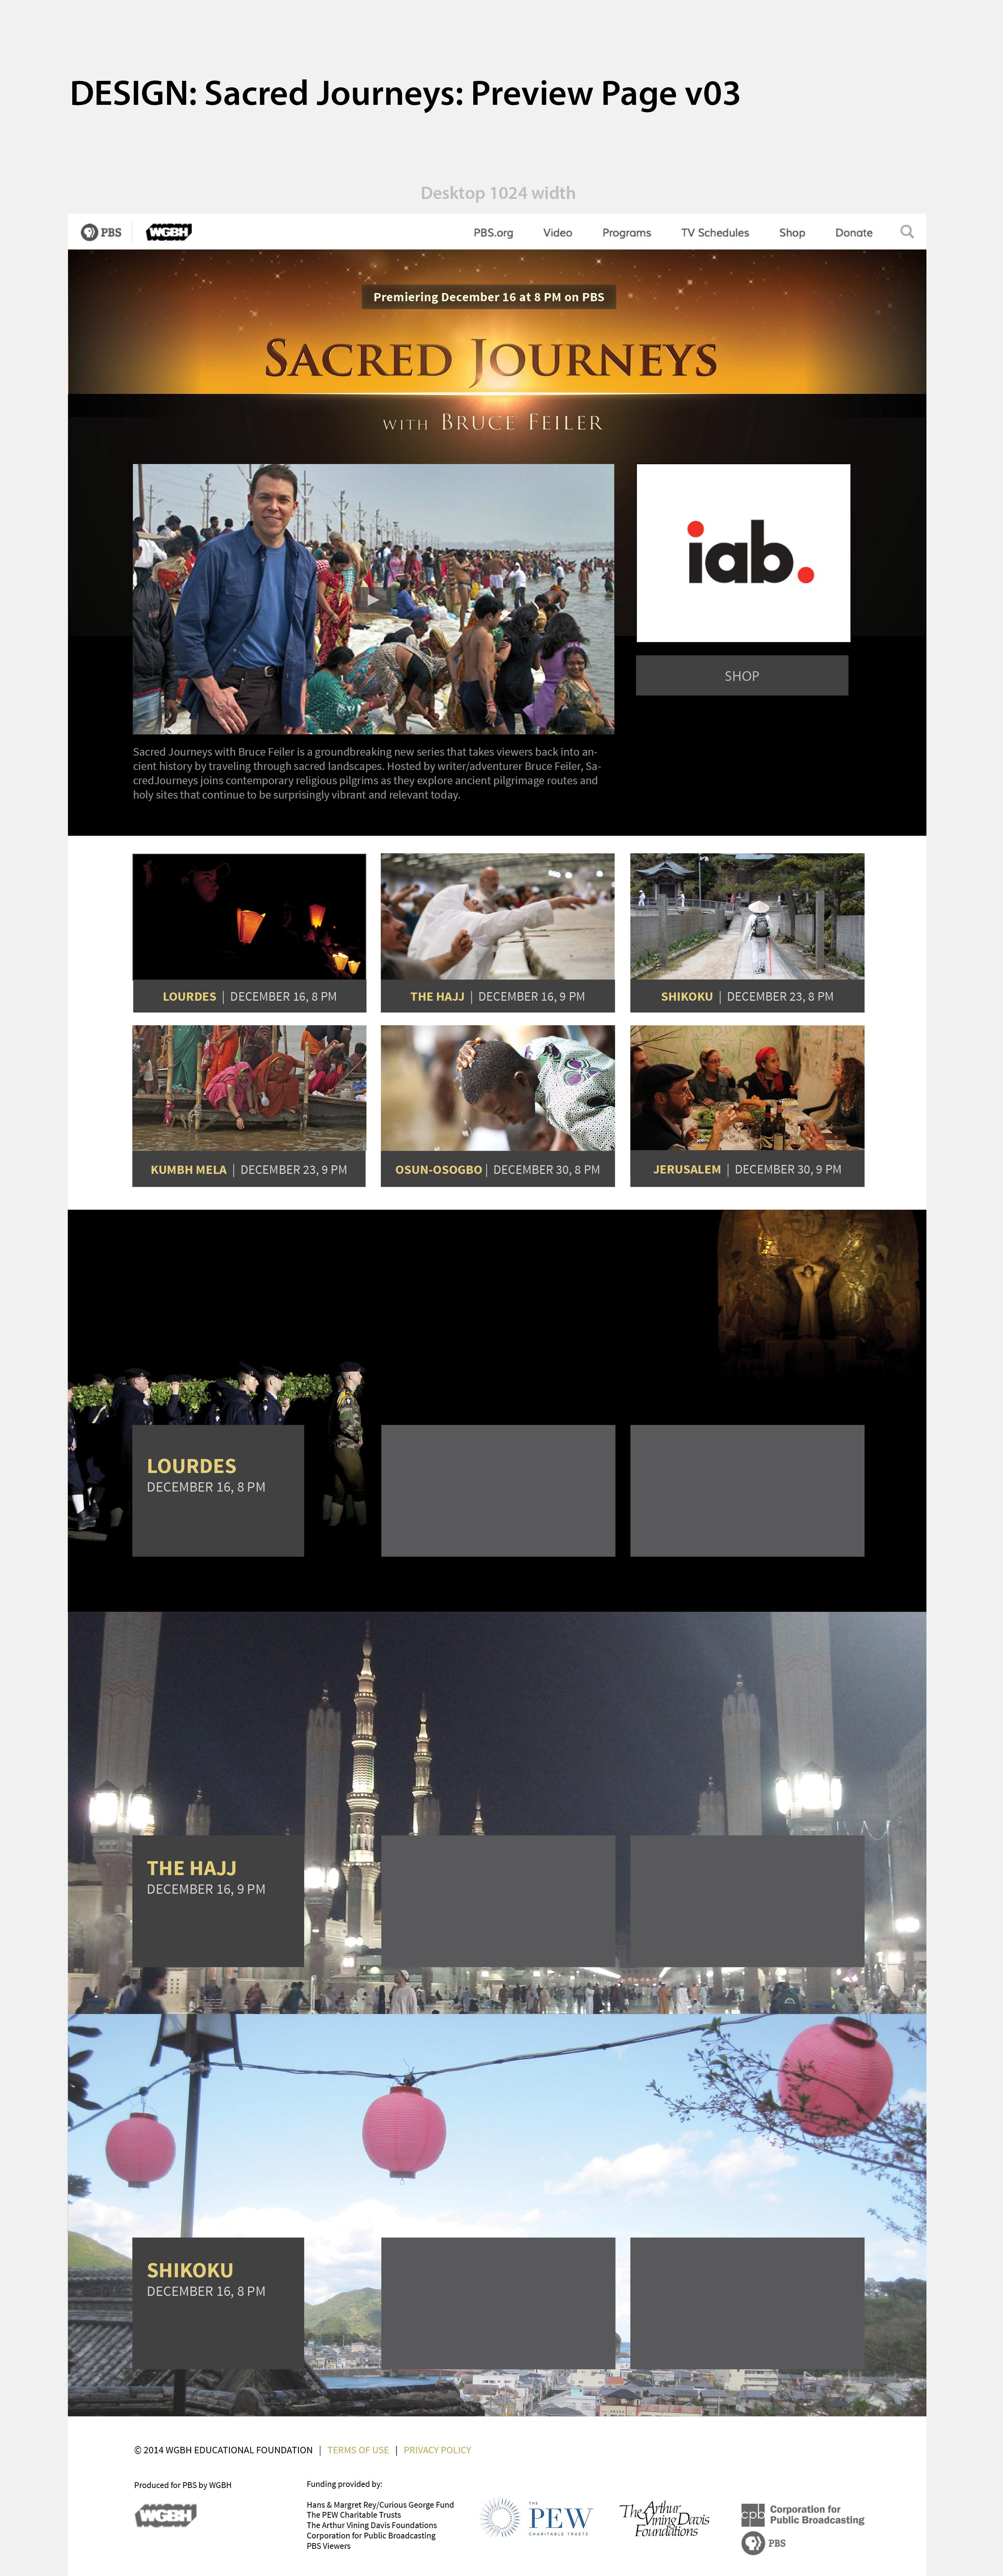 DESIGN: Sacred Journeys: Preview Page v03
Desktop 1024 width
PBS WGBH PBS.org Video Programs TV Schedules Shop Donate
Premiering December 16 at 8 PM on PBS
SACRED JOURNEYS
WITH BRUCE FEILER
iab.
SHOP
Sacred Journeys with Bruce Feiler is a groundbreaking new series that takes viewers back into an-
cient history by traveling through sacred landscapes. Hosted by writer/adventurer Bruce Feiler, Sa-
credJourneys joins contemporary religious pilgrims as they explore ancient pilgrimage routes and
holy sites that continue to be surprisingly vibrant and relevant today.
LOURDES | DECEMBER 16, 8 PM
THE HAJJ | DECEMBER 16, 9 PM
SHIKOKU | DECEMBER 23, 8 PM
KUMBH MELA | DECEMBER 23, 9 PM
OSUN-OSOGBO | DECEMBER 30, 8 PM
JERUSALEM | DECEMBER 30, 9 PM
LOURDES
DECEMBER 16, 8 PM
THE HAJJ
DECEMBER 16, 9 PM
SHIKOKU
DECEMBER 16, 8 PM
© 2014 WGBH EDUCATIONAL FOUNDATION | TERMS OF USE | PRIVACY POLICY
Produced for PBS by WGBH
WGBH
Funding provided by:
Hans & Margret Rey/Curious George Fund
The PEW Charitable Trusts
The Arthur Vining Davis Foundations
Corporation for Public Broadcasting
PBS Viewers
THE
PEW
CHARITABLE TRUSTS
The Arthur
Vining Davis
Foundations
cpb Corporation for
Public Broadcasting
PBS